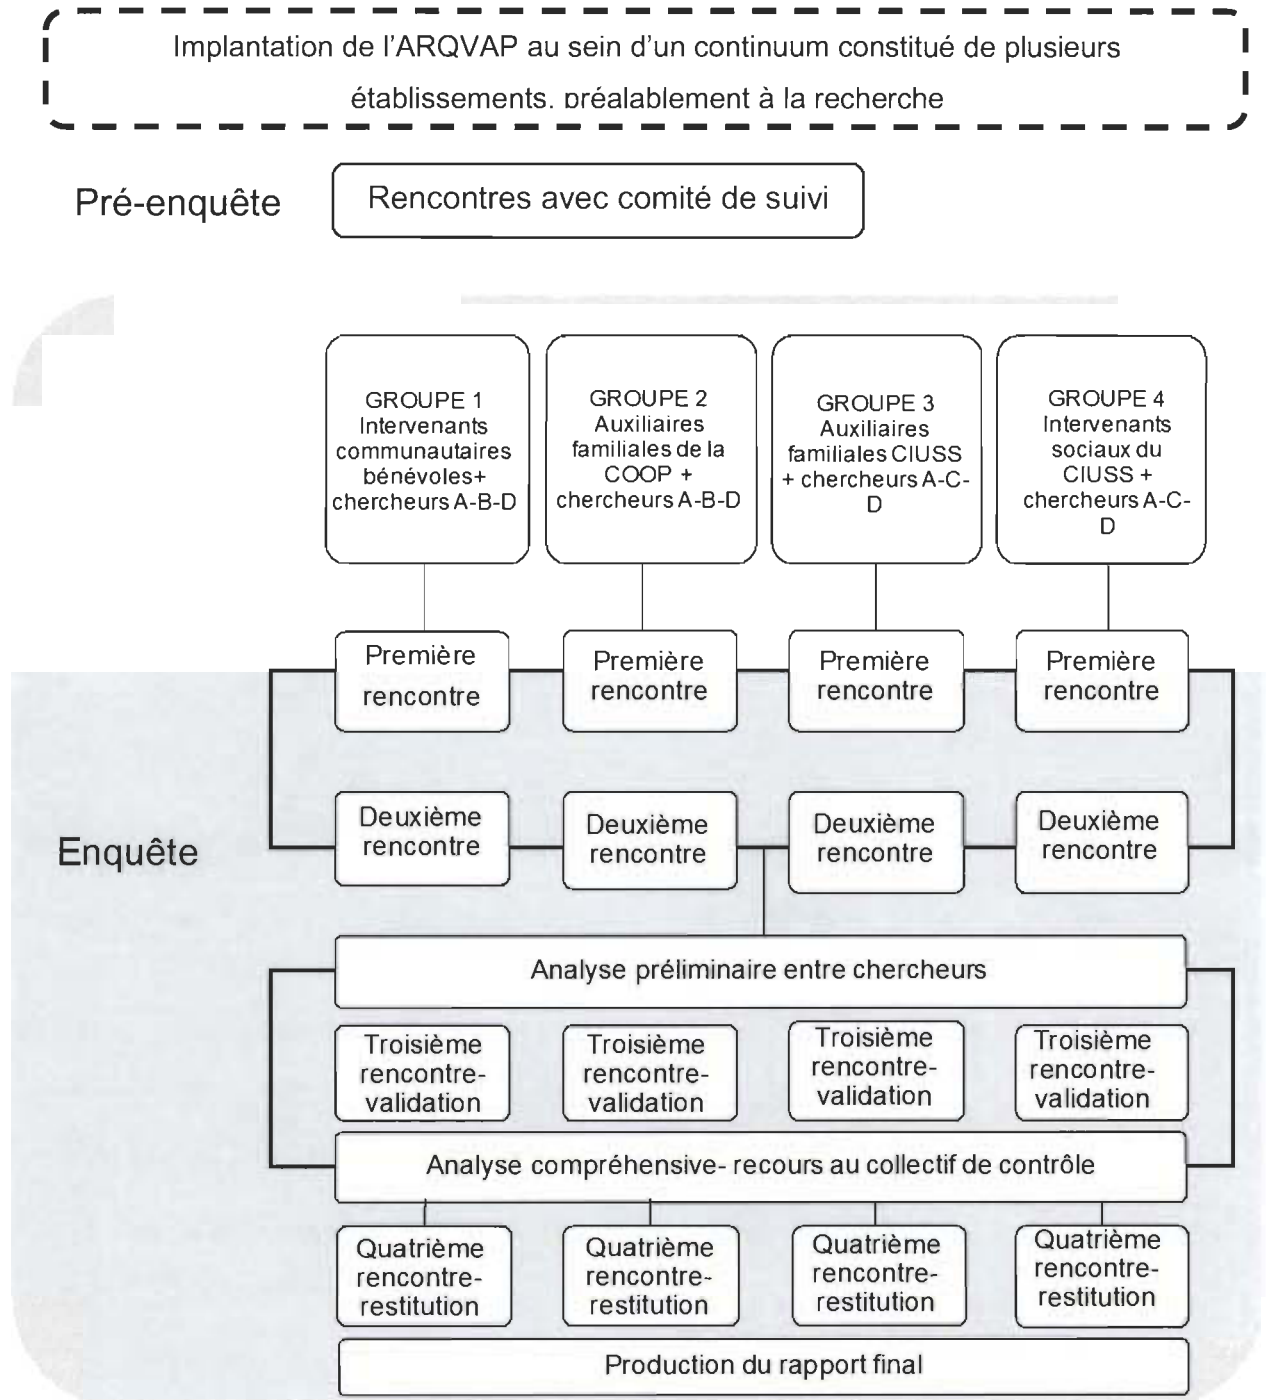 Implantation de l'ARQVAP au sein d'un continuum constitué de plusieurs
établissements, préalablement à la recherche
Pré-enquête
Rencontres avec comité de suivi
GROUPE 1
Intervenants
communautaires
bénévoles+
chercheurs A-B-D
GROUPE 2
Auxiliaires
familiales de la
COOP +
chercheurs A-B-D
GROUPE 3
Auxiliaires
familiales CIUSS
+ chercheurs A-C-
D
GROUPE 4
Intervenants
sociaux du
CIUSS +
chercheurs A-C-
D
Première
rencontre
Première
rencontre
Première
rencontre
Première
rencontre
Enquête
Deuxième
rencontre
Deuxième
rencontre
Deuxième
rencontre
Deuxième
rencontre
Analyse préliminaire entre chercheurs
Troisième
rencontre-
validation
Troisième
rencontre-
validation
Troisième
rencontre-
validation
Troisième
rencontre-
validation
Analyse compréhensive- recours au collectif de contrôle
Quatrième
rencontre-
restitution
Quatrième
rencontre-
restitution
Quatrième
rencontre-
restitution
Quatrième
rencontre-
restitution
Production du rapport final